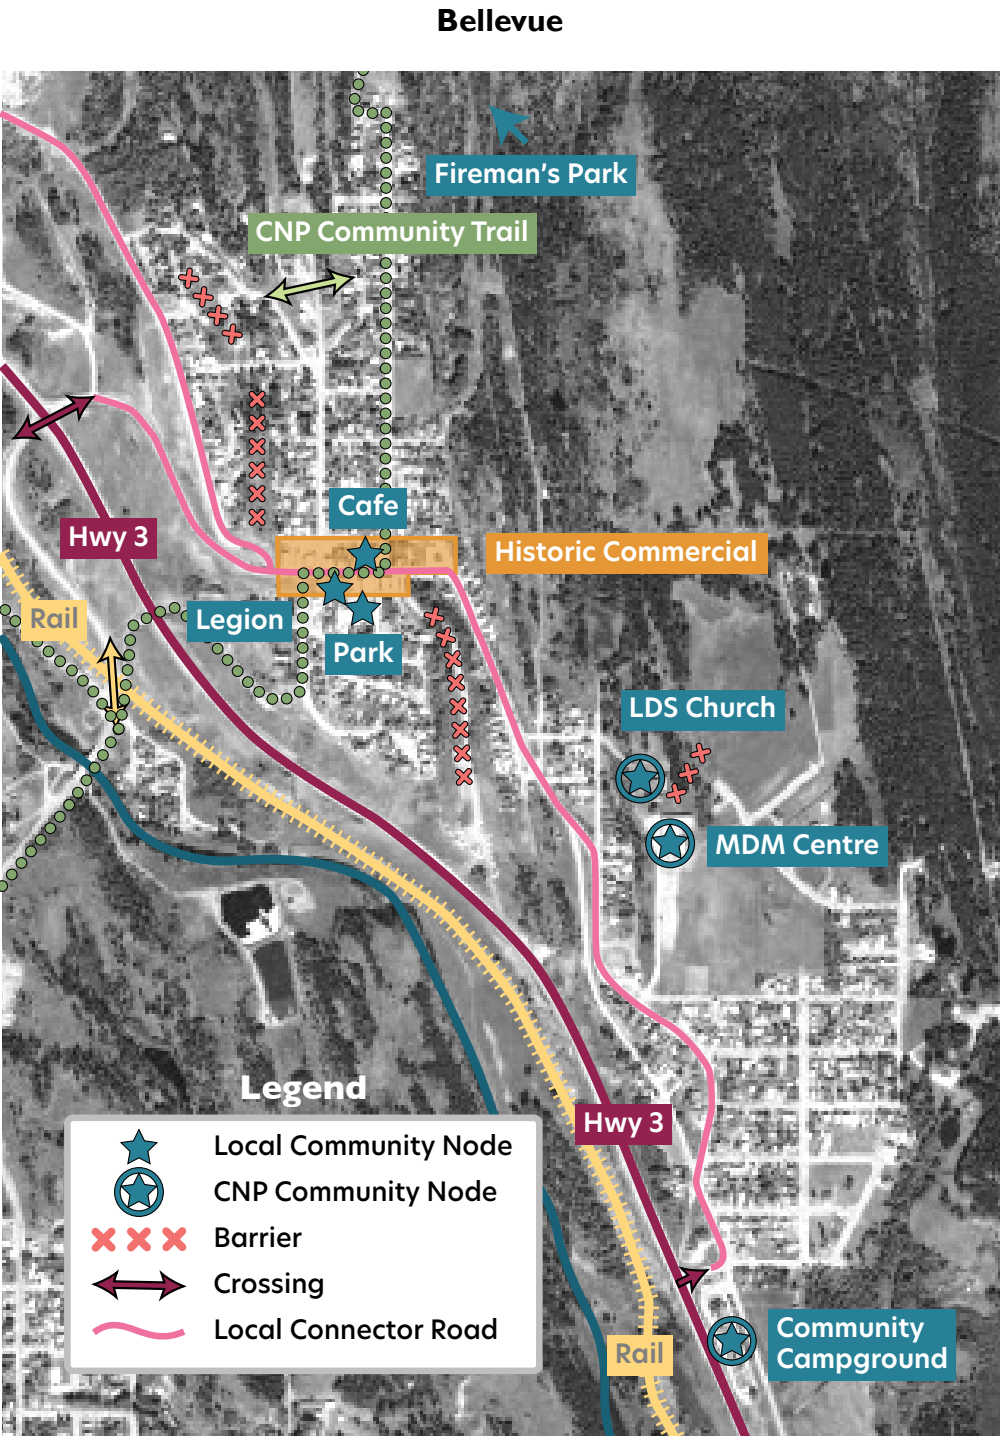 Bellevue
Fireman's Park
CNP Community Trail
Cafe
Hwy 3
Historic Commercial
Rail
Legion
Park
LDS Church
MDM Centre
Legend
Local Community Node
CNP Community Node
Barrier
Crossing
Local Connector Road
Hwy 3
Rail
Community
Campground